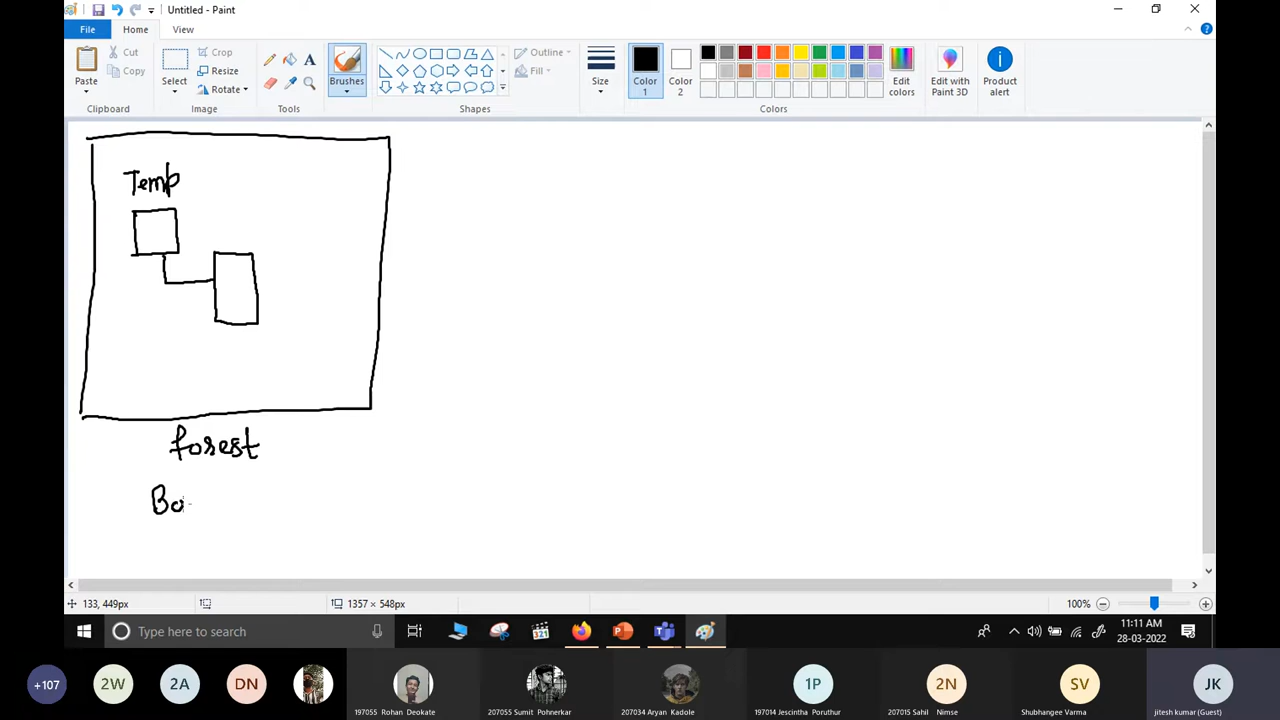 Untitled - Paint
File
Home
View
Paste
Cut
Copy
Clipboard
Select
Crop
Resize
Rotate
Image
Tools
Brushes
Shapes
Outline
Fill
Size
Color
1
Color
2
Edit
colors
Colors
Edit with
Paint 3D
Product
alert
Temp
forest
Bo
133, 449px
1357 × 548px
100%
Type here to search
11:11 AM
28-03-2022
+107
2W
2A
DN
197055 Rohan Deokate
207055 Sumit Pohnerkar
207034 Aryan Kadole
1P
197014 Jescintha Poruthur
2N
207015 Sahil Nimse
SV
Shubhangee Varma
JK
jitesh kumar (Guest)